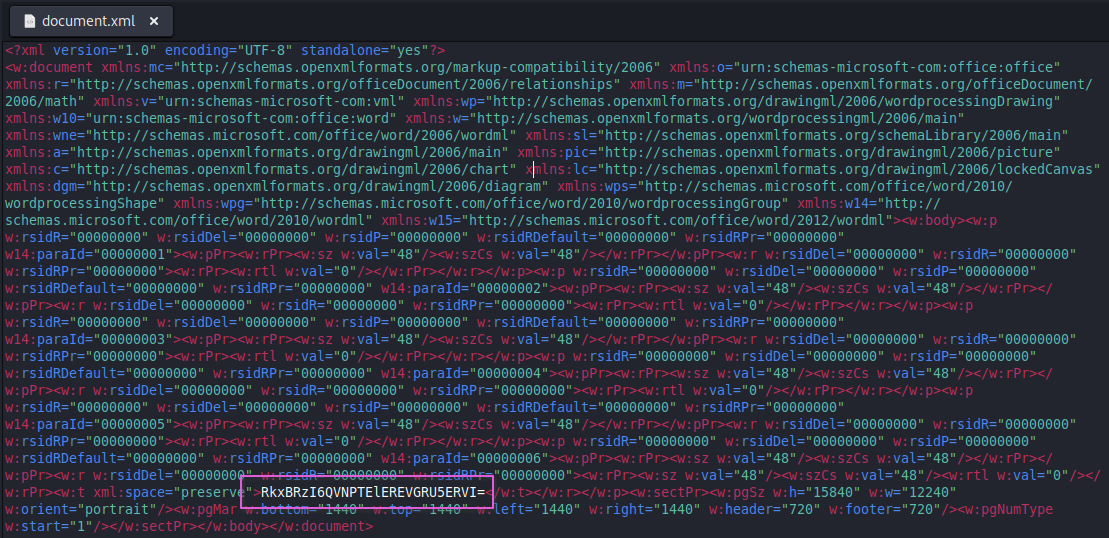 document.xml ×
<?xml version="1.0" encoding="UTF-8" standalone="yes"?>
<w:document xmlns:mc="http://schemas.openxmlformats.org/markup-compatibility/2006" xmlns:o="urn:schemas-microsoft-com:office:office"
xmlns:r="http://schemas.openxmlformats.org/officeDocument/2006/relationships" xmlns:m="http://schemas.openxmlformats.org/officeDocument/
2006/math" xmlns:v="urn:schemas-microsoft-com:vml" xmlns:wp="http://schemas.openxmlformats.org/drawingml/2006/wordprocessingDrawing"
xmlns:w10="urn:schemas-microsoft-com:office:word" xmlns:w="http://schemas.openxmlformats.org/wordprocessingml/2006/main"
xmlns:wne="http://schemas.microsoft.com/office/word/2006/wordml" xmlns:sl="http://schemas.openxmlformats.org/schemaLibrary/2006/main"
xmlns:a="http://schemas.openxmlformats.org/drawingml/2006/main" xmlns:pic="http://schemas.openxmlformats.org/drawingml/2006/picture"
xmlns:c="http://schemas.openxmlformats.org/drawingml/2006/chart" xmlns:lc="http://schemas.openxmlformats.org/drawingml/2006/lockedCanvas"
xmlns:dgm="http://schemas.openxmlformats.org/drawingml/2006/diagram" xmlns:wps="http://schemas.microsoft.com/office/word/2010/
wordprocessingShape" xmlns:wpg="http://schemas.microsoft.com/office/word/2010/wordprocessingGroup" xmlns:w14="http://
schemas.microsoft.com/office/word/2010/wordml" xmlns:w15="http://schemas.microsoft.com/office/word/2012/wordml"><w:body><w:p
w:rsidR="00000000" w:rsidDel="00000000" w:rsidP="00000000" w:rsidRDefault="00000000" w:rsidRPr="00000000"
w14:paraId="00000001"><w:pPr><w:rPr><w:sz w:val="48"/><w:szCs w:val="48"/></w:rPr></w:pPr><w:r w:rsidDel="00000000" w:rsidR="00000000"
w:rsidRPr="00000000"><w:rPr><w:rtl w:val="0"/></w:rPr></w:r></w:p><w:p w:rsidR="00000000" w:rsidDel="00000000" w:rsidP="00000000"
w:rsidRDefault="00000000" w:rsidRPr="00000000" w14:paraId="00000002"><w:pPr><w:rPr><w:sz w:val="48"/><w:szCs w:val="48"/></w:rPr></
w:pPr><w:r w:rsidDel="00000000" w:rsidR="00000000" w:rsidRPr="00000000"><w:rPr><w:rtl w:val="0"/></w:rPr></w:r></w:p><w:p
w:rsidR="00000000" w:rsidDel="00000000" w:rsidP="00000000" w:rsidRDefault="00000000" w:rsidRPr="00000000"
w14:paraId="00000003"><w:pPr><w:rPr><w:sz w:val="48"/><w:szCs w:val="48"/></w:rPr></w:pPr><w:r w:rsidDel="00000000" w:rsidR="00000000"
w:rsidRPr="00000000"><w:rPr><w:rtl w:val="0"/></w:rPr></w:r></w:p><w:p w:rsidR="00000000" w:rsidDel="00000000" w:rsidP="00000000"
w:rsidRDefault="00000000" w:rsidRPr="00000000" w14:paraId="00000004"><w:pPr><w:rPr><w:sz w:val="48"/><w:szCs w:val="48"/></w:rPr></
w:pPr><w:r w:rsidDel="00000000" w:rsidR="00000000" w:rsidRPr="00000000"><w:rPr><w:rtl w:val="0"/></w:rPr></w:r></w:p><w:p
w:rsidR="00000000" w:rsidDel="00000000" w:rsidP="00000000" w:rsidRDefault="00000000" w:rsidRPr="00000000"
w14:paraId="00000005"><w:pPr><w:rPr><w:sz w:val="48"/><w:szCs w:val="48"/></w:rPr></w:pPr><w:r w:rsidDel="00000000" w:rsidR="00000000"
w:rsidRPr="00000000"><w:rPr><w:rtl w:val="0"/></w:rPr></w:r></w:p><w:p w:rsidR="00000000" w:rsidDel="00000000" w:rsidP="00000000"
w:rsidRDefault="00000000" w:rsidRPr="00000000" w14:paraId="00000006"><w:pPr><w:rPr><w:sz w:val="48"/><w:szCs w:val="48"/></w:rPr></
w:pPr><w:r w:rsidDel="00000000" w:rsidR="00000000" w:rsidRPr="00000000"><w:rPr><w:sz w:val="48"/><w:szCs w:val="48"/><w:rtl w:val="0"/></
w:rPr><w:t xml:space="preserve">RkxBRzI6QVNPTElEREVGRU5ERVI=</w:t></w:r></w:p><w:sectPr><w:pgSz w:h="15840" w:w="12240"
w:orient="portrait"/><w:pgMar w:bottom="1440" w:top="1440" w:left="1440" w:right="1440" w:header="720" w:footer="720"/><w:pgNumType
w:start="1"/></w:sectPr></w:body></w:document>